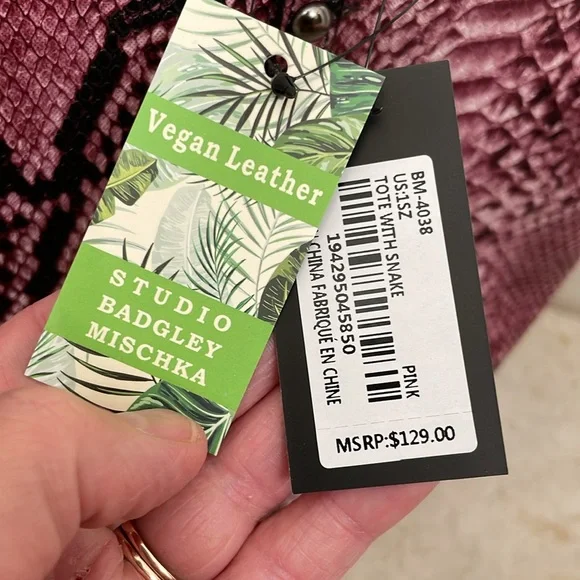 Vegan Leather
STUDIO
BADGLEY
MISCHKA
BM-4038
US:1SZ
TOTE WITH SNAKE
PINK
194295045850
CHINA FABRIQUÉ EN CHINE
MSRP:$129.00